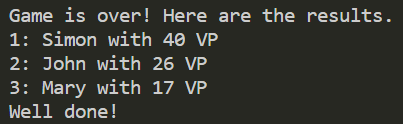 Game is over! Here are the results.
1: Simon with 40 VP
2: John with 26 VP
3: Mary with 17 VP
Well done!